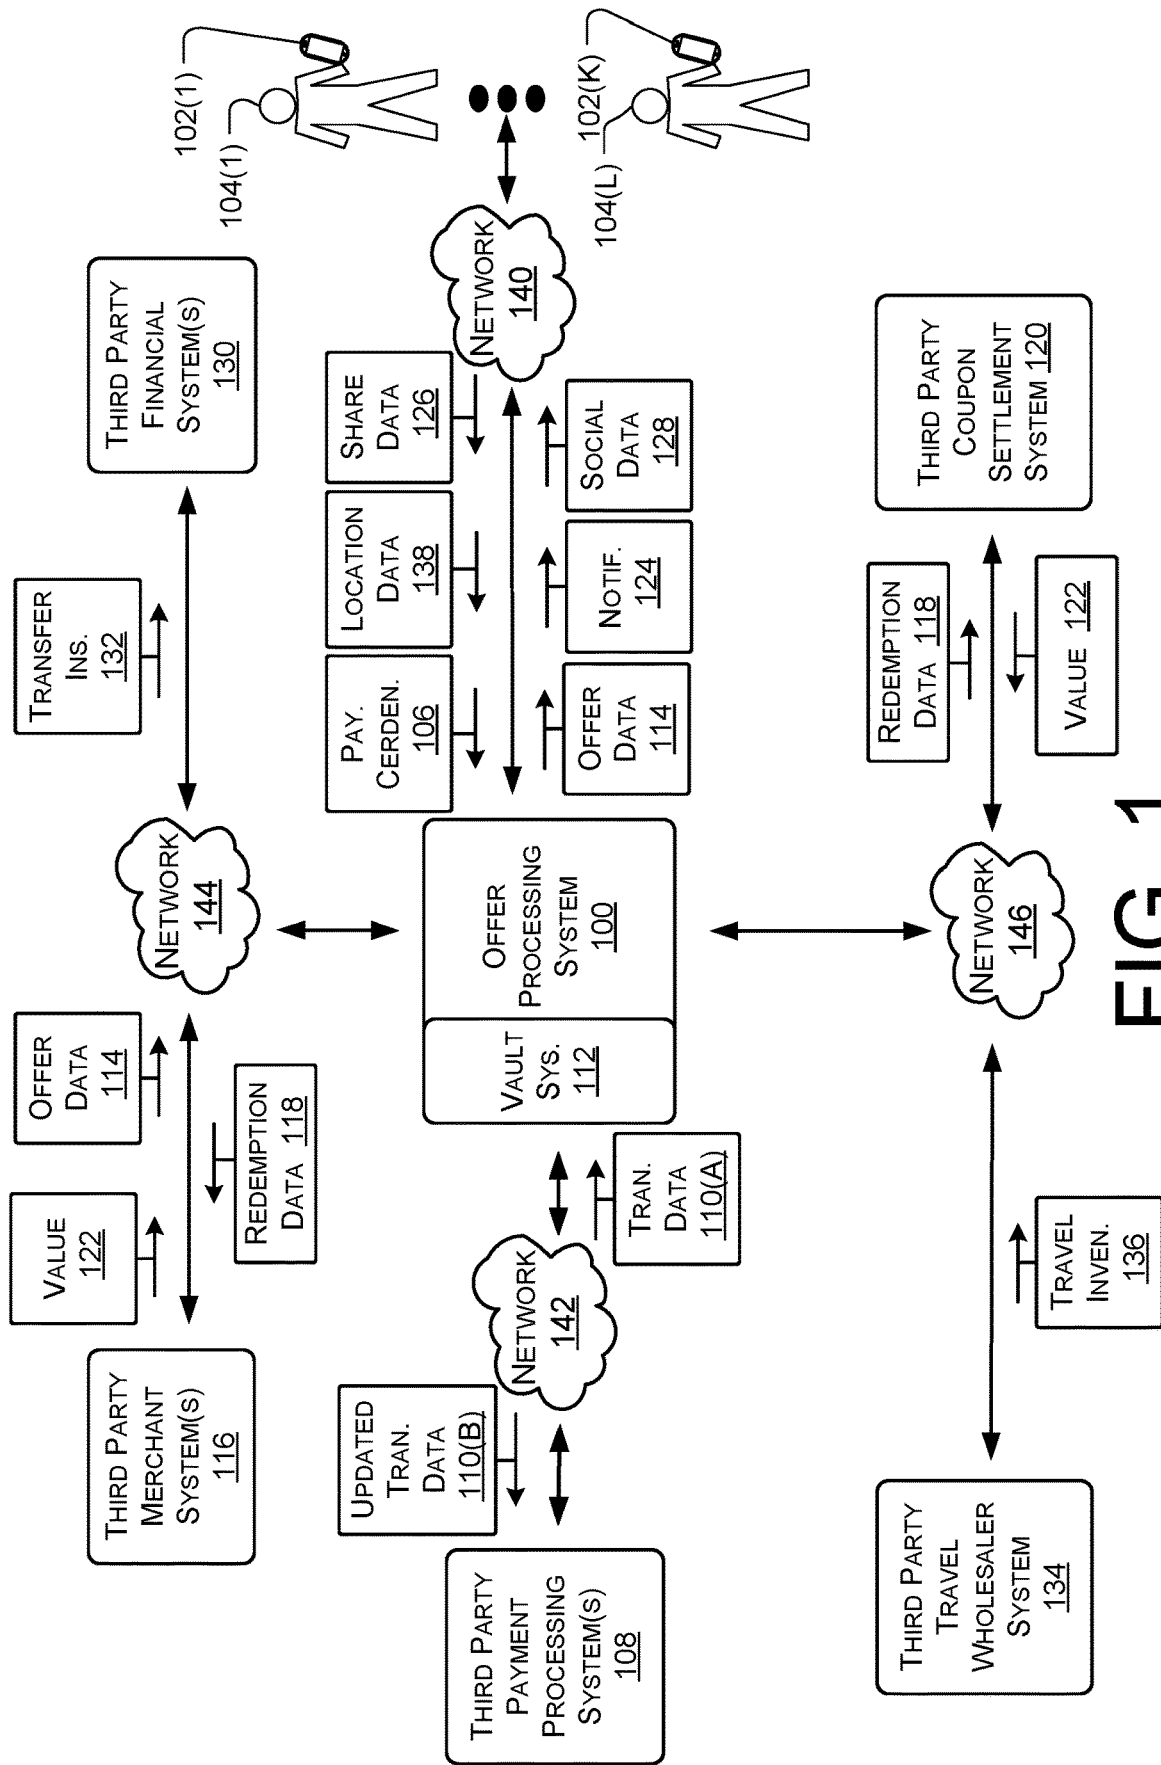 102(1)
104(1)
THIRD PARTY
FINANCIAL
SYSTEM(S)
130
TRANSFER
INS.
132
NETWORK
144
OFFER
DATA
114
VALUE
122
REDEMPTION
DATA 118
THIRD PARTY
MERCHANT
SYSTEM(S)
116
THIRD PARTY
PAYMENT
PROCESSING
SYSTEM(S)
108
UPDATED
TRAN.
DATA
110(B)
NETWORK
142
TRAN.
DATA
110(A)
VAULT
SYS.
112
OFFER
PROCESSING
SYSTEM
100
PAY.
CERDEN.
106
LOCATION
DATA
138
SHARE
DATA
126
OFFER
DATA
114
NOTIF.
124
SOCIAL
DATA
128
NETWORK
140
104(L)
102(K)
THIRD PARTY
TRAVEL
WHOLESALER
SYSTEM
134
TRAVEL
INVEN.
136
NETWORK
146
REDEMPTION
DATA 118
VALUE 122
THIRD PARTY
COUPON
SETTLEMENT
SYSTEM 120
FIG 1